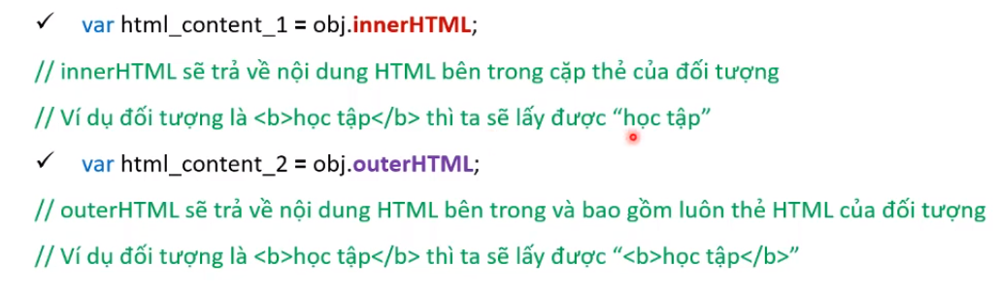 ✓ var html_content_1 = obj.innerHTML;
// innerHTML sẽ trả về nội dung HTML bên trong cặp thẻ của đối tượng
// Ví dụ đối tượng là <b>học tập</b> thì ta sẽ lấy được “học tập”
✓ var html_content_2 = obj.outerHTML;
// outerHTML sẽ trả về nội dung HTML bên trong và bao gồm luôn thẻ HTML của đối tượng
// Ví dụ đối tượng là <b>học tập</b> thì ta sẽ lấy được “<b>học tập</b>”